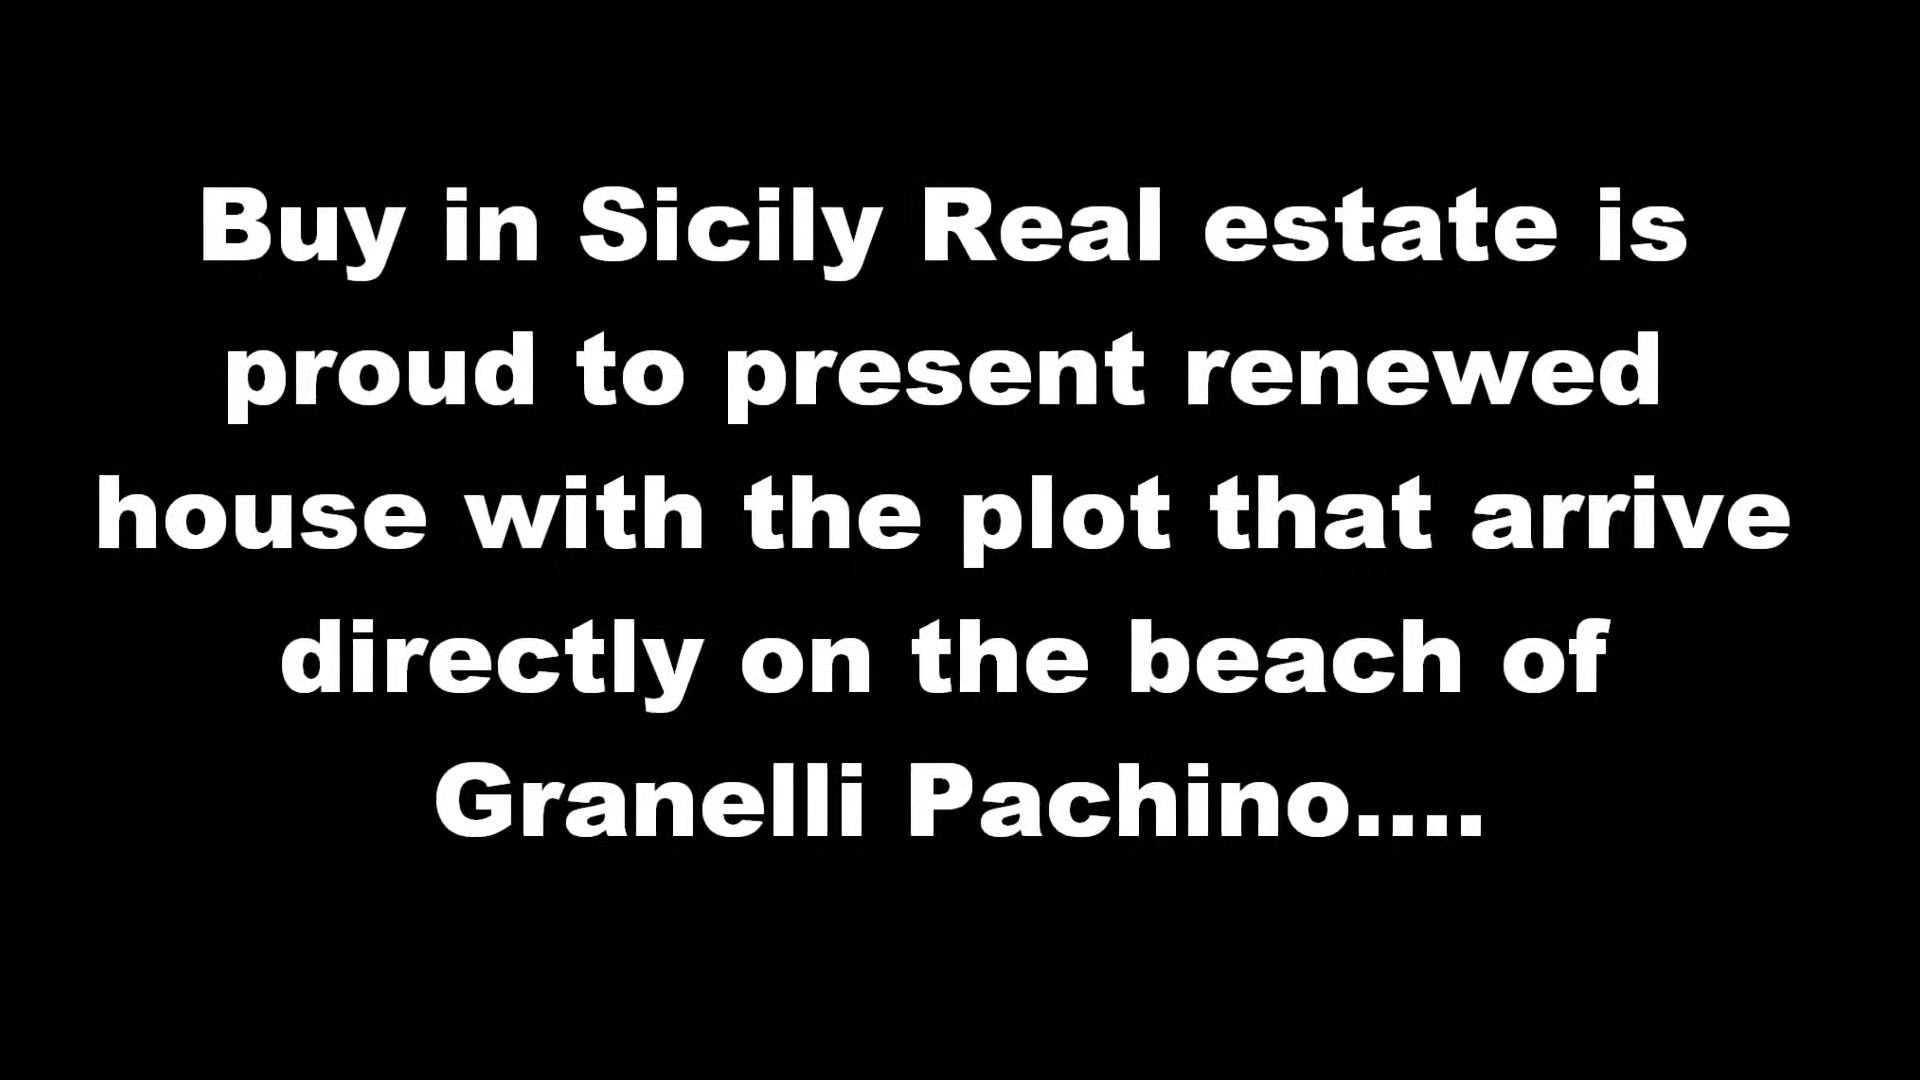 Buy in Sicily Real estate is
proud to present renewed
house with the plot that arrive
directly on the beach of
Granelli Pachino....